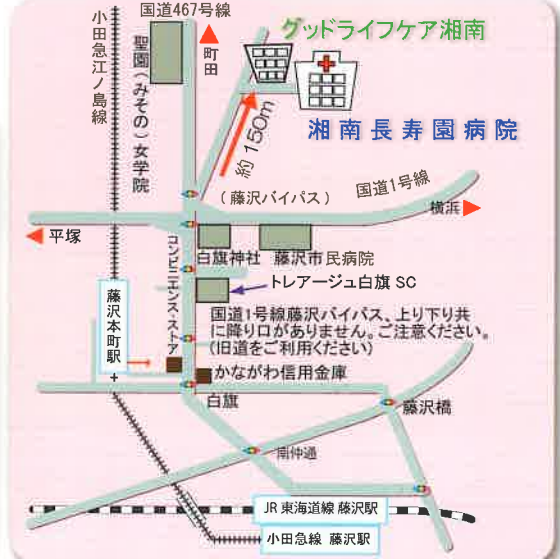 国道467号線
小田急江ノ島線
聖園(みその)女学院
町田
グッドライフケア湘南
湘南長寿園病院
約150m
(藤沢バイパス)
国道1号線
横浜
平塚
白旗神社
藤沢市民病院
コンビニエンス・ストア
トレアージュ白旗 SC
藤沢本町駅
国道1号線藤沢バイパス、上り下り共
に降り口がありません。ご注意ください。
(旧道をご利用ください)
かながわ信用金庫
白旗
藤沢橋
南仲通
JR東海道線 藤沢駅
小田急線 藤沢駅